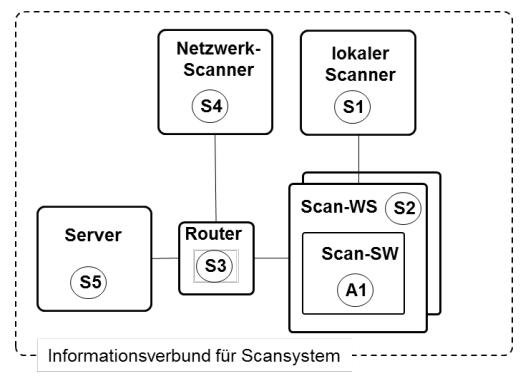 Netzwerk-
Scanner
S4
lokaler
Scanner
S1
Scan-WS S2
Scan-SW
A1
Router
S3
Server
S5
Informationsverbund für Scansystem